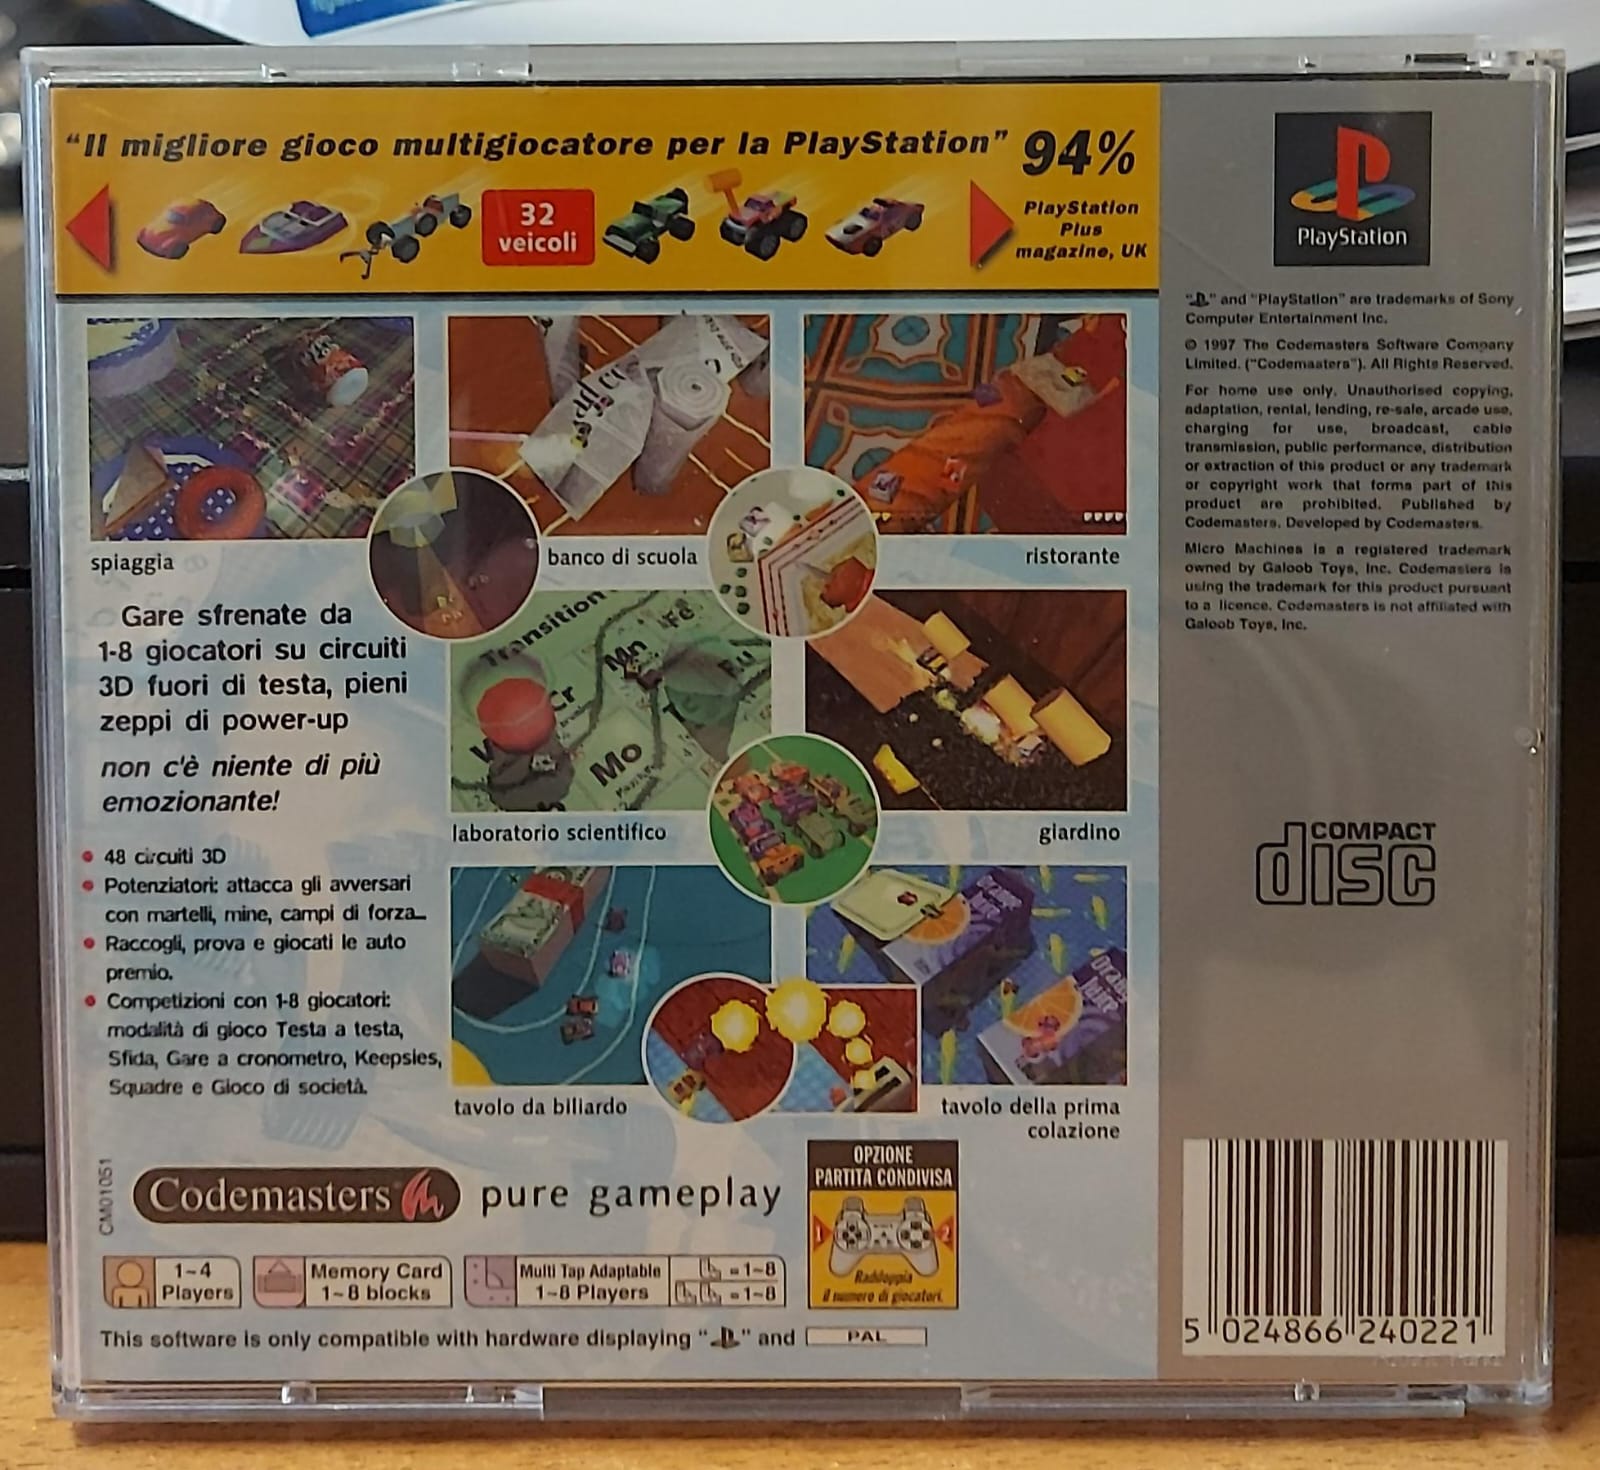 “Il migliore gioco multigiocatore per la PlayStation” 94%
32
veicoli
PlayStation
Plus
magazine, UK
spiaggia
banco di scuola
ristorante
Gare sfrenate da
1-8 giocatori su circuiti
3D fuori di testa, pieni
zeppi di power-up
non c'è niente di più
emozionante!
48 circuiti 3D
Potenziatori: attacca gli avversari
con martelli, mine, campi di forza...
Raccogli, prova e giocati le auto
premio.
Competizioni con 1-8 giocatori:
modalità di gioco Testa a testa,
Sfida, Gare a cronometro, Keepsies,
Squadre e Gioco di società.
Transition
Mn
Fe
Cr
Mo
laboratorio scientifico
giardino
tavolo da biliardo
tavolo della prima
colazione
CM01051
Codemasters pure gameplay
OPZIONE
PARTITA CONDIVISA
1 2
Raddoppia
il numero di giocatori.
1~4
Players
Memory Card
1~8 blocks
Multi Tap Adaptable
1~8 Players
= 1~8
= 1~8
This software is only compatible with hardware displaying “ ” and PAL
PlayStation
“ ” and “PlayStation” are trademarks of Sony
Computer Entertainment Inc.
© 1997 The Codemasters Software Company
Limited. (“Codemasters”). All Rights Reserved.
For home use only. Unauthorised copying,
adaptation, rental, lending, re-sale, arcade use,
charging for use, broadcast, cable
transmission, public performance, distribution
or extraction of this product or any trademark
or copyright work that forms part of this
product are prohibited. Published by
Codemasters. Developed by Codemasters.
Micro Machines is a registered trademark
owned by Galoob Toys, Inc. Codemasters is
using the trademark for this product pursuant
to a licence. Codemasters is not affiliated with
Galoob Toys, Inc.
COMPACT
disc
5 024866 240221